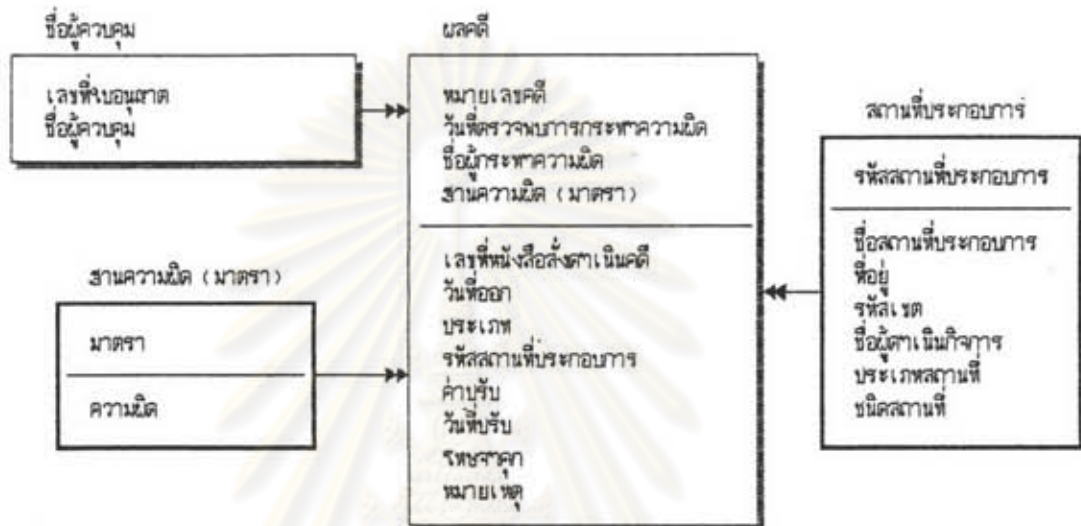 ชื่อผู้ควบคุม
เลขที่ใบอนุญาต
ชื่อผู้ควบคุม
ฐานความผิด (มาตรา)
มาตรา
ความผิด
ผลคดี
หมายเลขคดี
วันที่ตรวจพบการกระทำความผิด
ชื่อผู้กระทำความผิด
ฐานความผิด (มาตรา)
เลขที่หนังสือสั่งดำเนินคดี
วันที่ออก
ประเภท
รหัสสถานที่ประกอบการ
ค่าปรับ
วันที่ปรับ
โทษจำคุก
หมายเหตุ
สถานที่ประกอบการ
รหัสสถานที่ประกอบการ
ชื่อสถานที่ประกอบการ
ที่อยู่
รหัสเขต
ชื่อผู้ดำเนินกิจการ
ประเภทสถานที่
ชนิดสถานที่